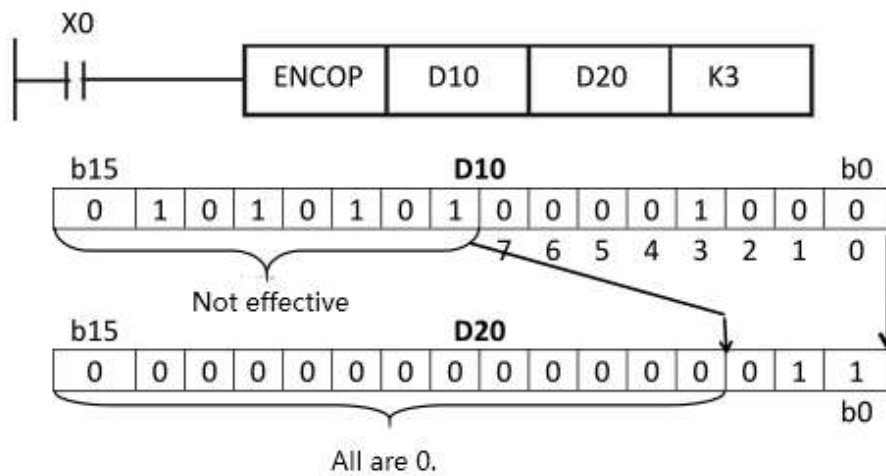 X0
ENCOP D10 D20 K3
b15 D10 b0
0 1 0 1 0 1 0 1 0 0 0 0 1 0 0 0
7 6 5 4 3 2 1 0
Not effective
b15 D20
0 0 0 0 0 0 0 0 0 0 0 0 0 0 1 1
b0
All are 0.